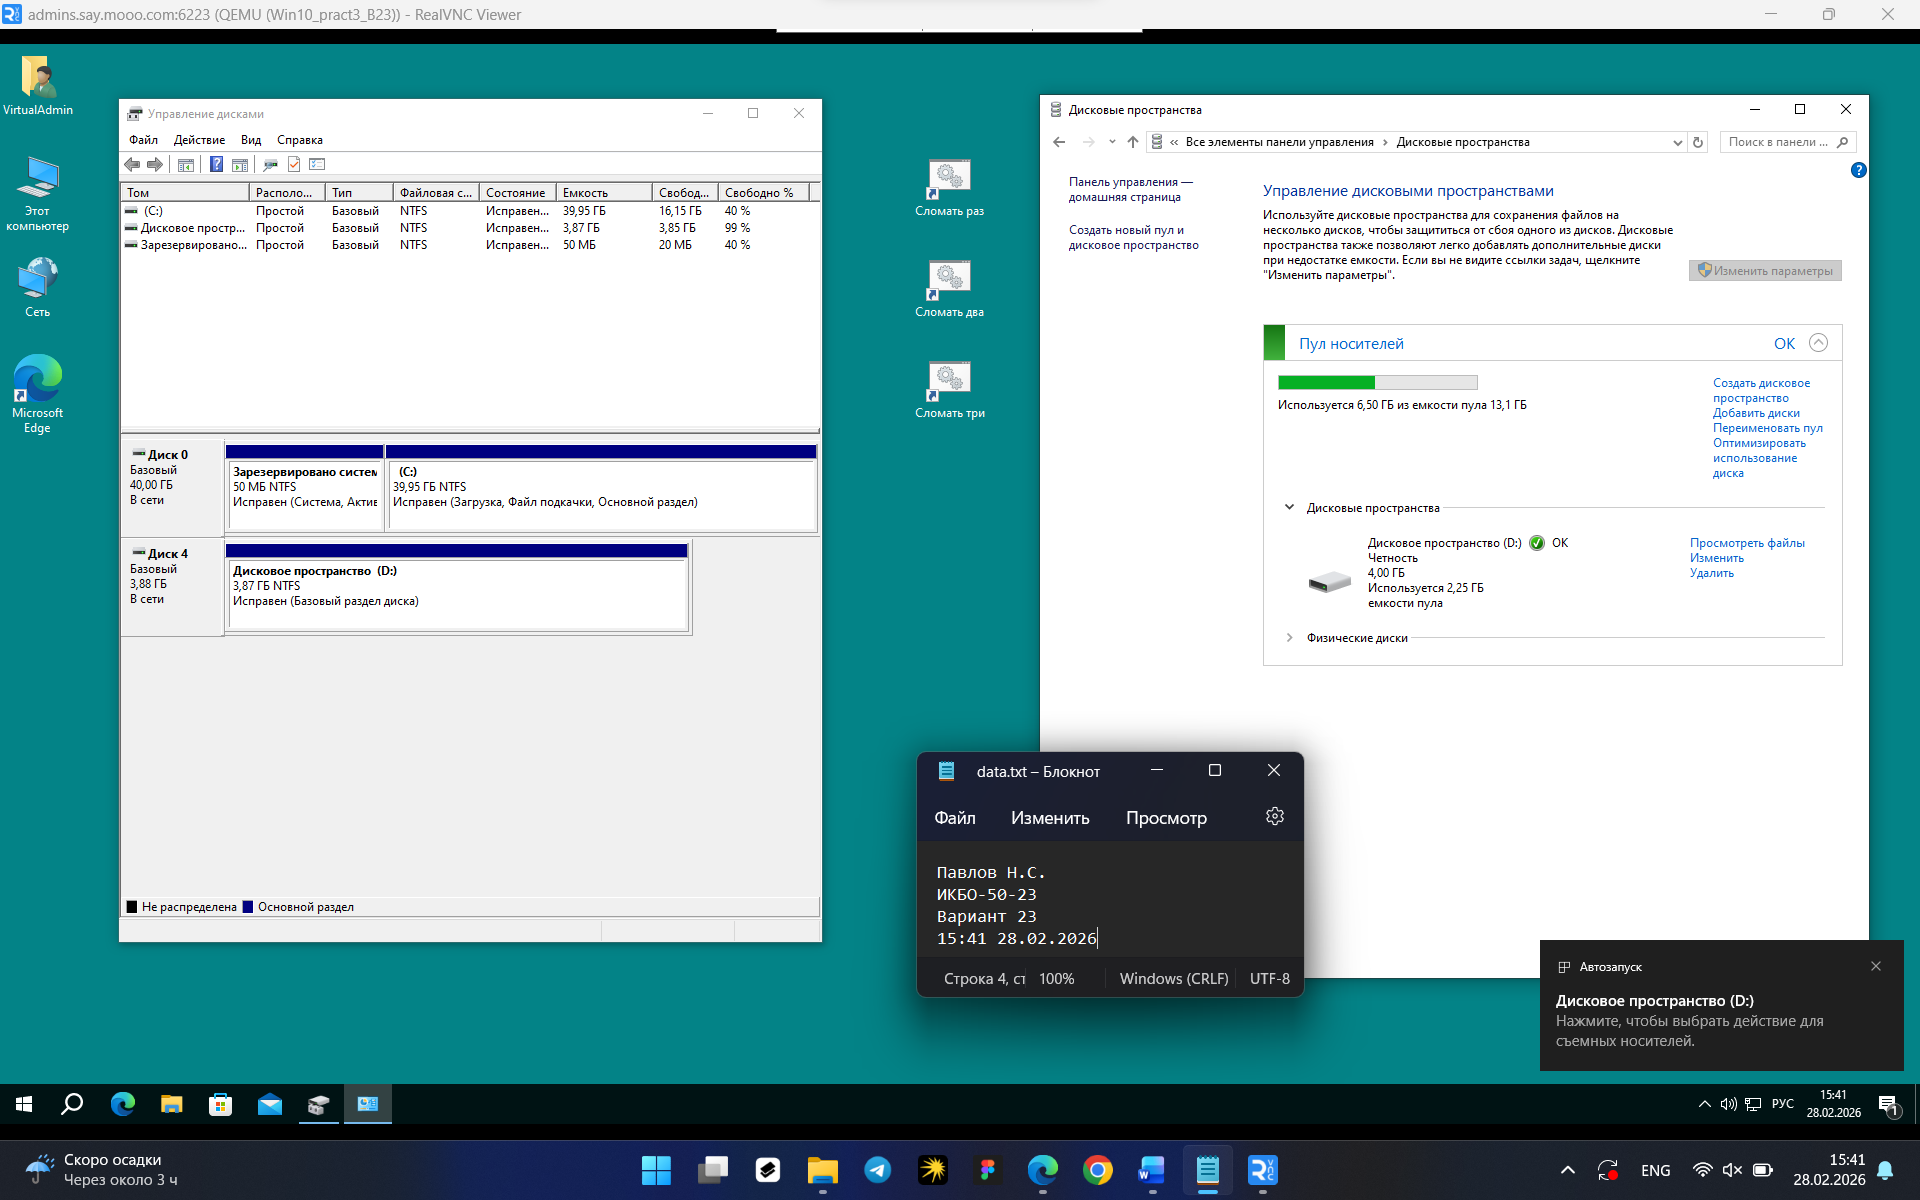 admins.say.mooo.com:6223 (QEMU (Win10_pract3_B23)) - RealVNC Viewer
VirtualAdmin
Этот
компьютер
Сеть
Microsoft
Edge
Управление дисками
Файл Действие Вид Справка
Том Располо... Тип Файловая с... Состояние Емкость Свобод... Свободно %
(C:) Простой Базовый NTFS Исправен... 39,95 ГБ 16,15 ГБ 40 %
Дисковое простр... Простой Базовый NTFS Исправен... 3,87 ГБ 3,85 ГБ 99 %
Зарезервировано... Простой Базовый NTFS Исправен... 50 МБ 20 МБ 40 %
Диск 0
Базовый
40,00 ГБ
В сети
Зарезервировано систем
50 МБ NTFS
Исправен (Система, Актив
(C:)
39,95 ГБ NTFS
Исправен (Загрузка, Файл подкачки, Основной раздел)
Диск 4
Базовый
3,88 ГБ
В сети
Дисковое пространство (D:)
3,87 ГБ NTFS
Исправен (Базовый раздел диска)
Не распределена Основной раздел
Сломать раз
Сломать два
Сломать три
Дисковые пространства
« Все элементы панели управления › Дисковые пространства
Поиск в панели ...
Панель управления —
домашняя страница
Создать новый пул и
дисковое пространство
Управление дисковыми пространствами
Используйте дисковые пространства для сохранения файлов на
несколько дисков, чтобы защититься от сбоя одного из дисков. Дисковые
пространства также позволяют легко добавлять дополнительные диски
при недостатке емкости. Если вы не видите ссылки задач, щелкните
"Изменить параметры".
Изменить параметры
Пул носителей
ОК
Используется 6,50 ГБ из емкости пула 13,1 ГБ
Создать дисковое
пространство
Добавить диски
Переименовать пул
Оптимизировать
использование
диска
Дисковые пространства
Дисковое пространство (D:) ОК
Четность
4,00 ГБ
Используется 2,25 ГБ
емкости пула
Просмотреть файлы
Изменить
Удалить
Физические диски
data.txt – Блокнот
Файл Изменить Просмотр
Павлов Н.С.
ИКБО-50-23
Вариант 23
15:41 28.02.2026
Строка 4, ст 100% Windows (CRLF) UTF-8
Автозапуск
Дисковое пространство (D:)
Нажмите, чтобы выбрать действие для
съемных носителей.
РУС
15:41
28.02.2026
1
Скоро осадки
Через около 3 ч
ENG
15:41
28.02.2026